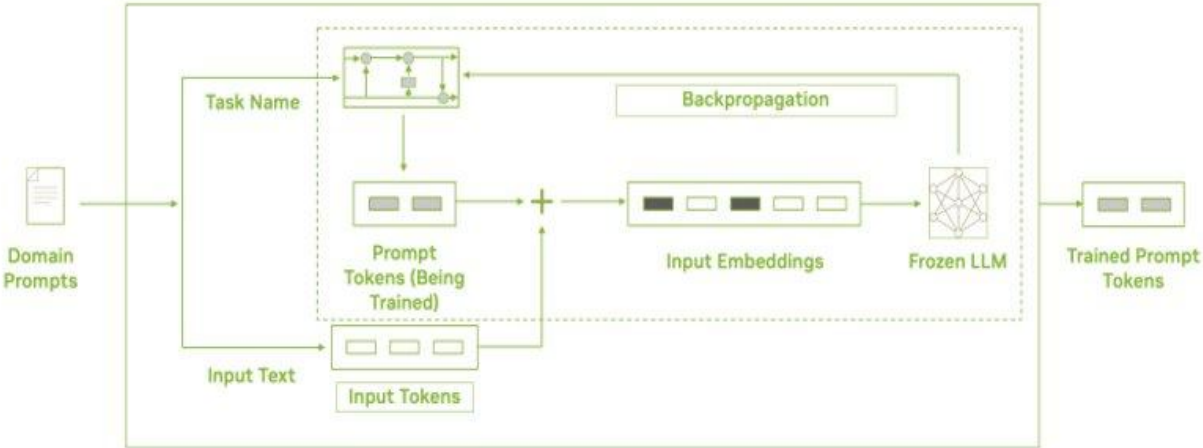 Task Name
Backpropagation
Domain
Prompts
Prompt
Tokens (Being
Trained)
Input Embeddings
Frozen LLM
Trained Prompt
Tokens
Input Text
Input Tokens